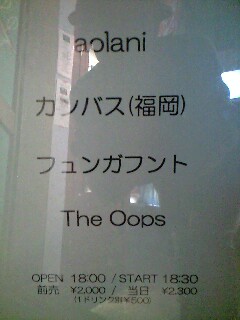 aolani
カンバス(福岡)
フュンガフント
The Oops
OPEN 18:00 / START 18:30
前売 ¥2,000 / 当日 ¥2,300
(1ドリンク別¥500)